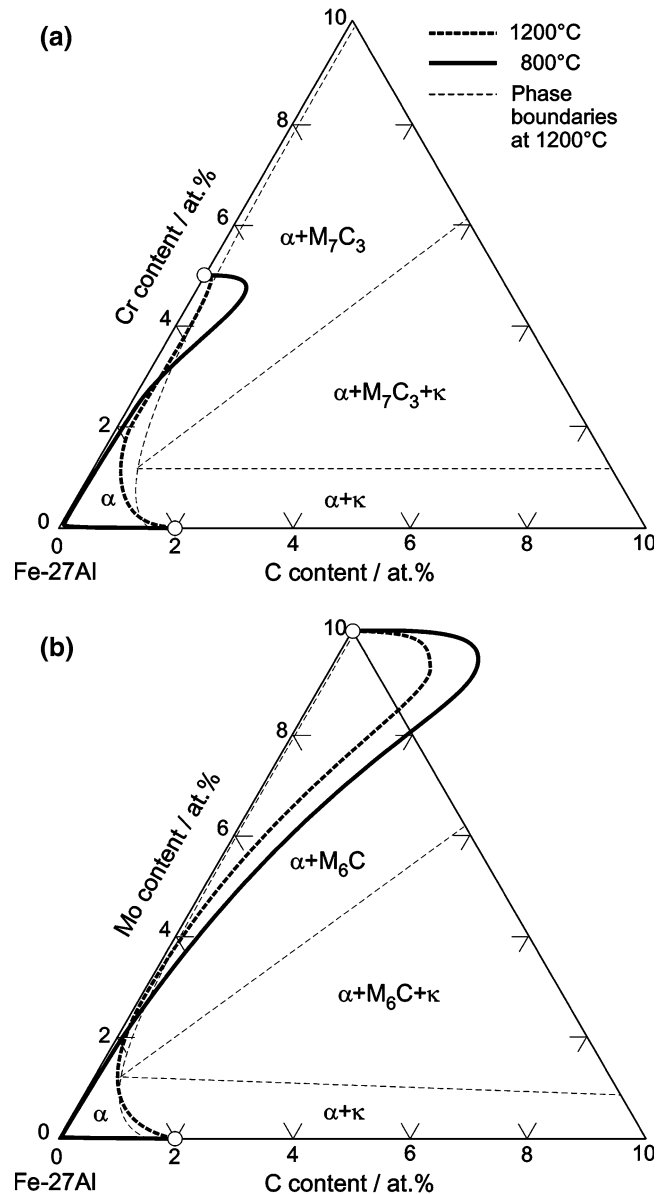 (a)
10
1200°C
800°C
Phase
boundaries
at 1200°C
8
6
α+M₇C₃
Cr content / at.%
4
α+M₇C₃+κ
2
α
α+κ
0
0 2 4 6 8 10
Fe-27Al
C content / at.%
(b)
10
8
Mo content / at.%
6
α+M₆C
4
α+M₆C+κ
2
α
α+κ
0
0 2 4 6 8 10
Fe-27Al
C content / at.%